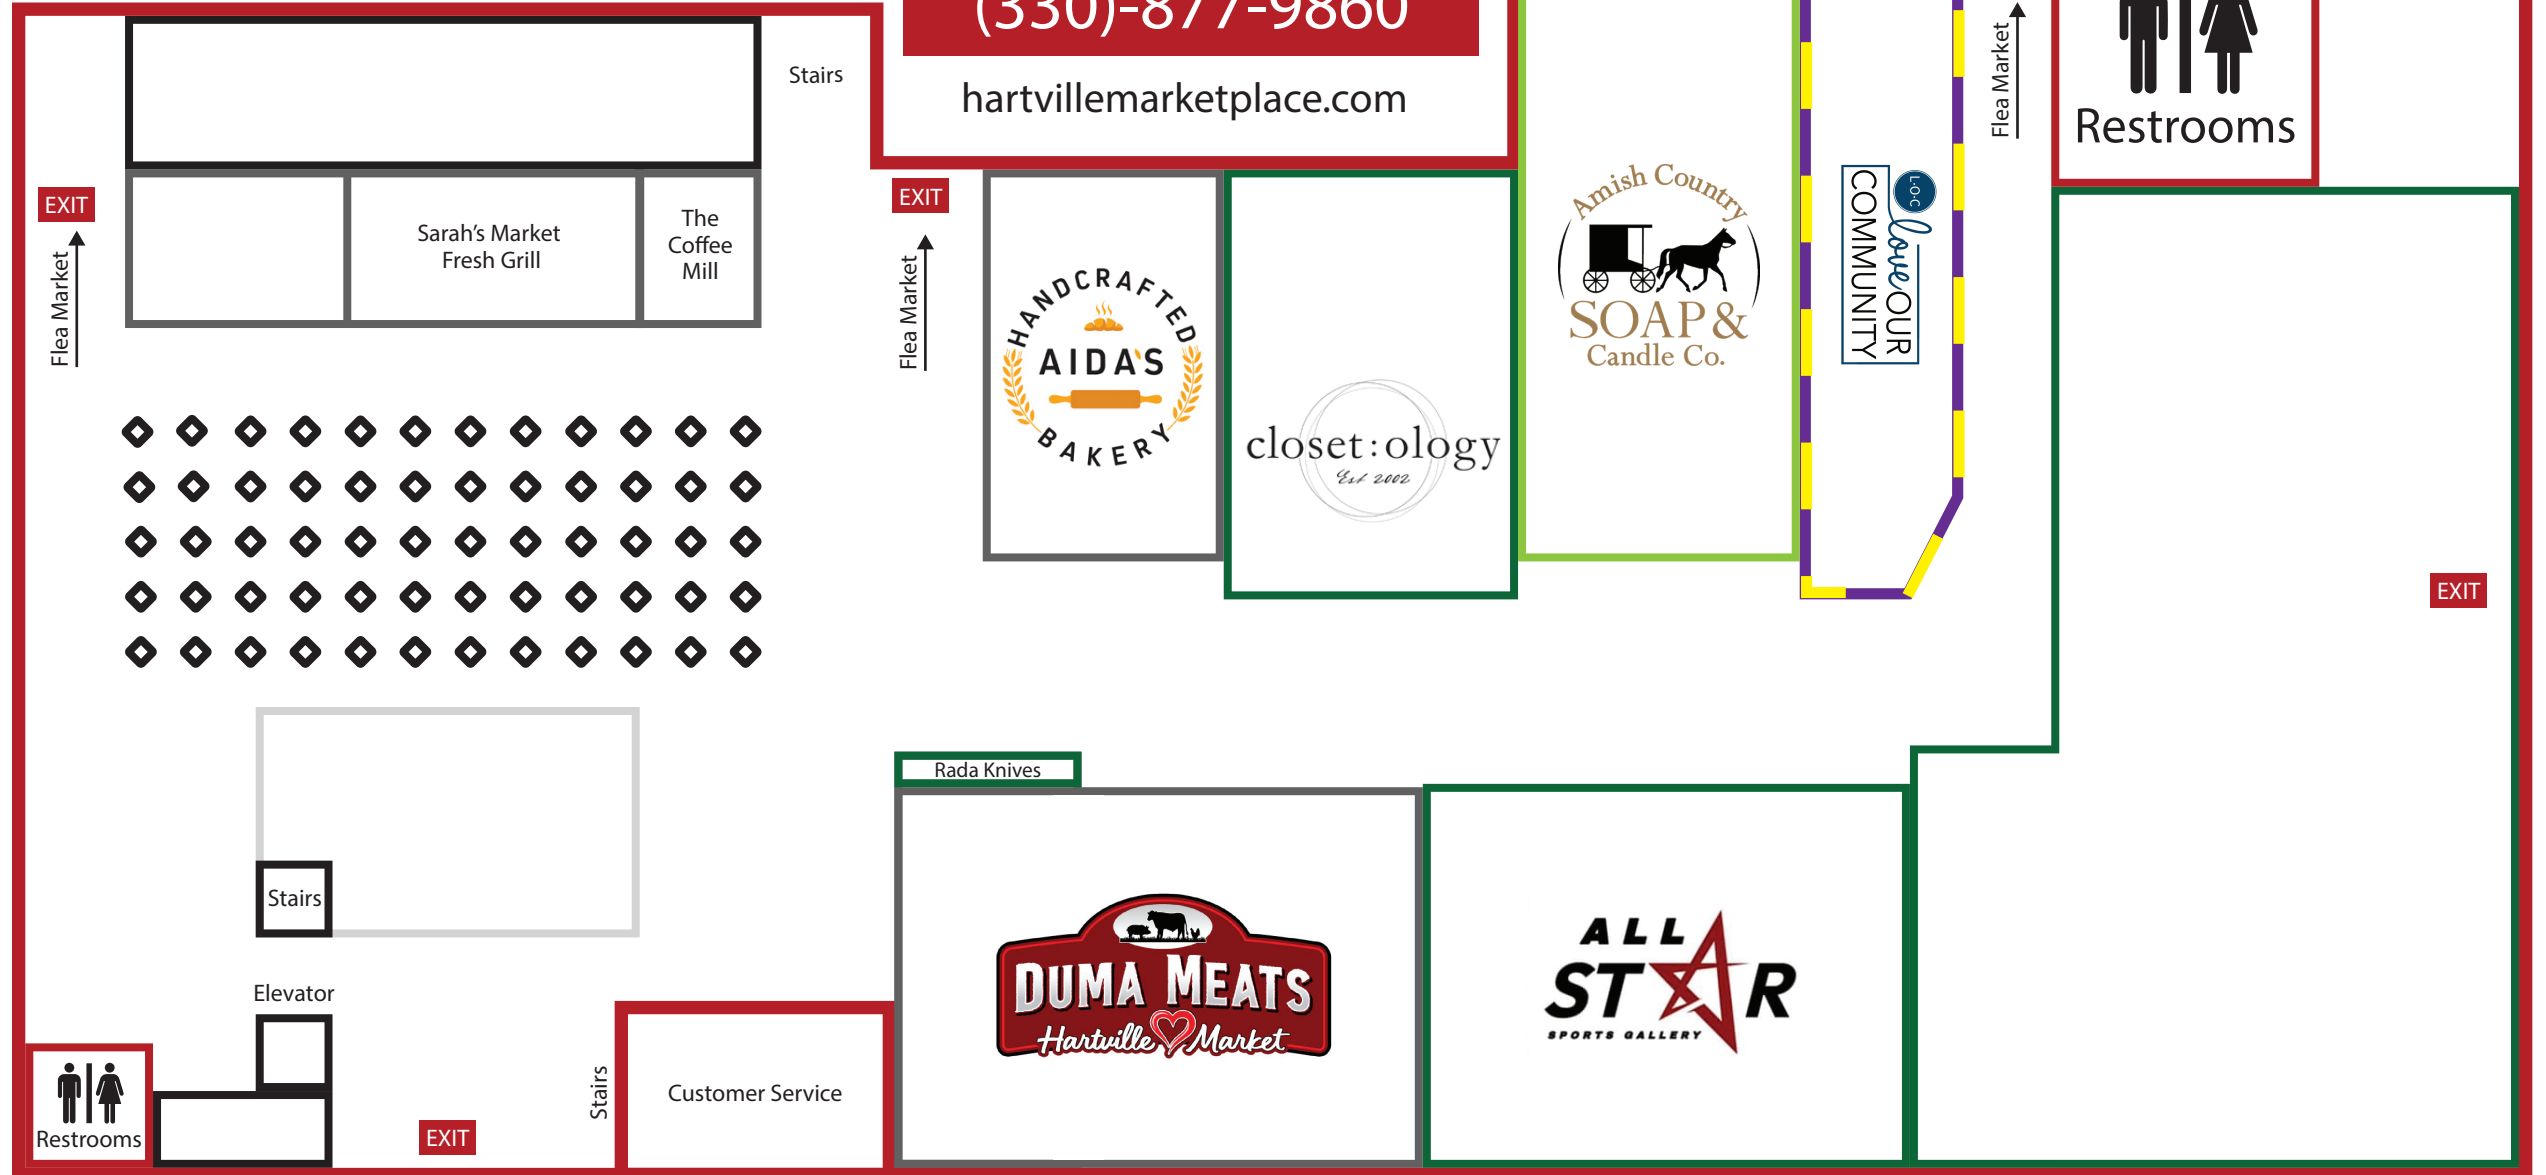 (330)-877-9860
hartvillemarketplace.com
Stairs
EXIT
Flea Market
Sarah's Market
Fresh Grill
The
Coffee
Mill
EXIT
Flea Market
HANDCRAFTED
AIDA'S
BAKERY
closet:ology
Est 2002
Amish Country
SOAP &
Candle Co.
L·O·C
love OUR
COMMUNITY
Flea Market
Restrooms
EXIT
Rada Knives
Stairs
Elevator
Restrooms
EXIT
Stairs
Customer Service
DUMA MEATS
Hartville Market
ALL
STAR
SPORTS GALLERY